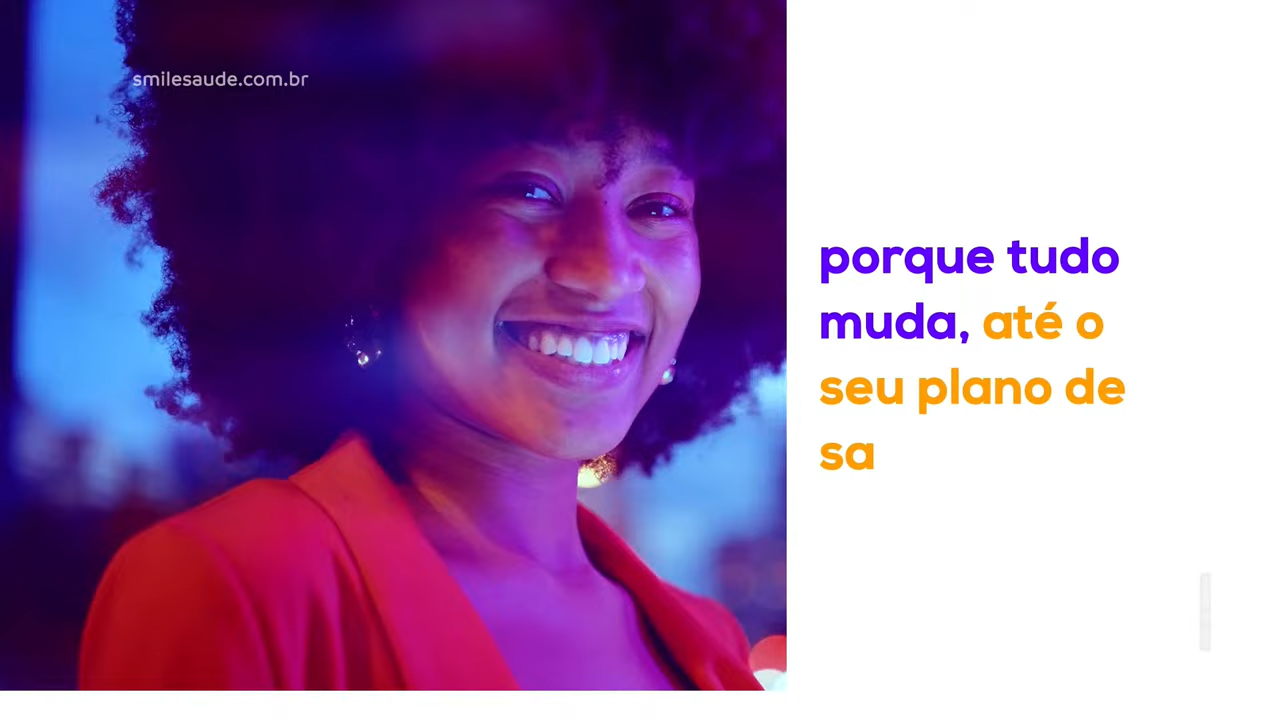 smilesaude.com.br
porque tudo
muda, até o
seu plano de
sa